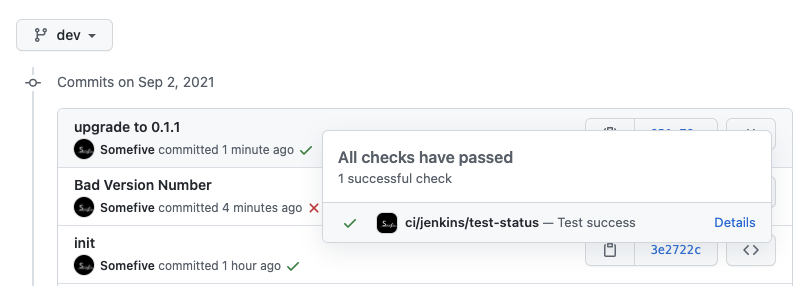 dev
Commits on Sep 2, 2021
upgrade to 0.1.1
Somefive committed 1 minute ago
All checks have passed
1 successful check
Bad Version Number
Somefive committed 4 minutes ago
ci/jenkins/test-status — Test success Details
init
Somefive committed 1 hour ago
3e2722c